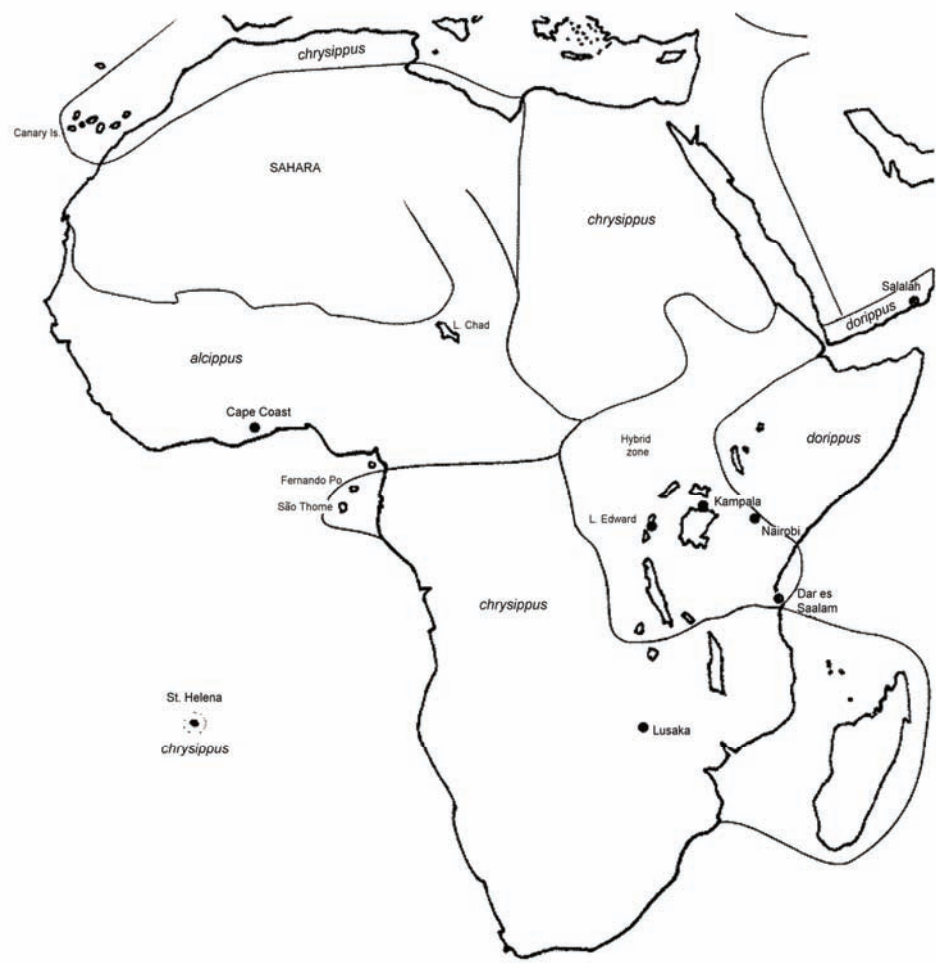 chrysippus
Canary Is.
SAHARA
chrysippus
Salalah
dorippus
L. Chad
alcippus
Cape Coast
Hybrid
zone
dorippus
Fernando Po
São Thome
Kampala
L. Edward
Nairobi
chrysippus
Dar es
Saalam
St. Helena
chrysippus
Lusaka